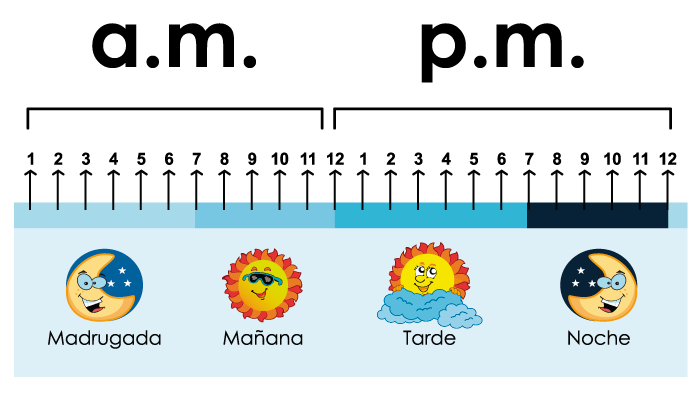 a.m. p.m.
1 2 3 4 5 6 7 8 9 10 11 12 1 2 3 4 5 6 7 8 9 10 11 12
Madrugada Mañana Tarde Noche